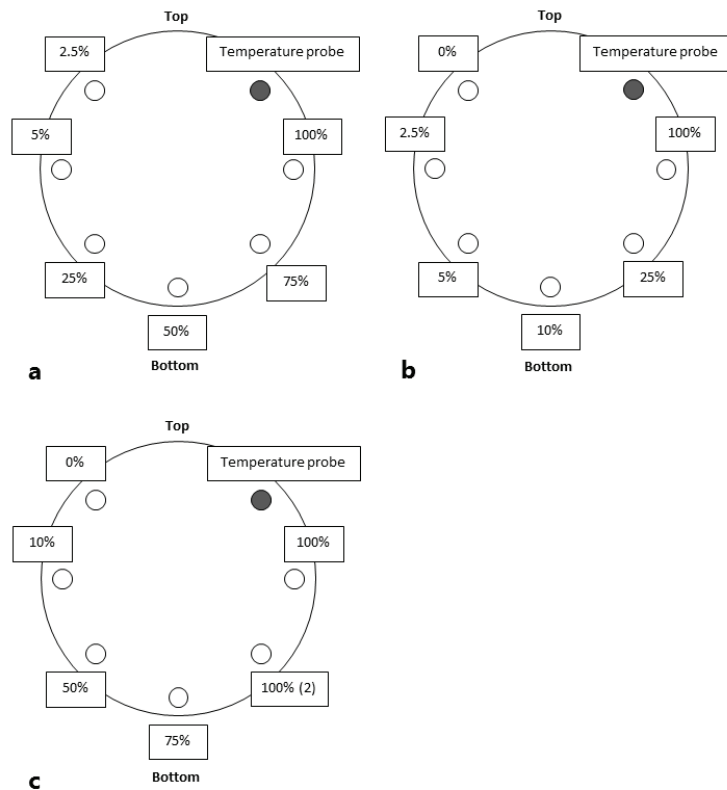 Top
Top
2.5%
Temperature probe
0%
Temperature probe
5%
100%
2.5%
100%
25%
75%
5%
25%
50%
10%
Bottom
Bottom
a
b
Top
0%
Temperature probe
10%
100%
50%
100% (2)
75%
Bottom
c